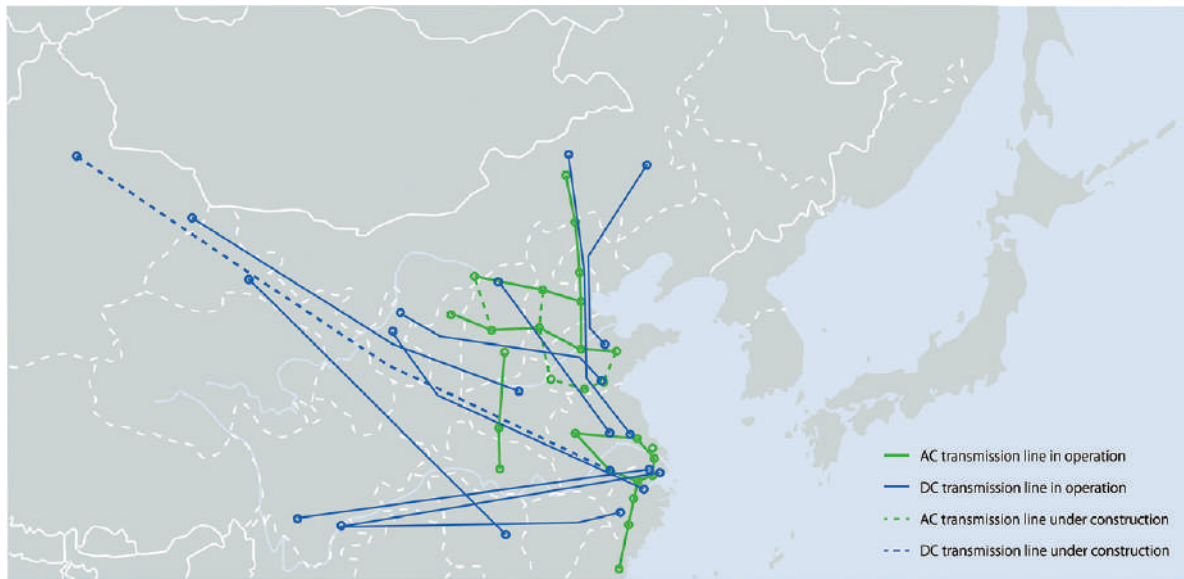 AC transmission line in operation
DC transmission line in operation
AC transmission line under construction
DC transmission line under construction